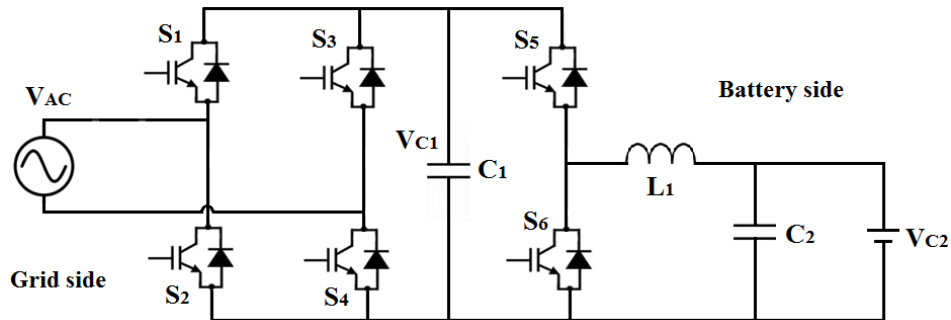 S1
S3
S5
VAC
Battery side
VC1
C1
L1
S6
C2
VC2
Grid side
S2
S4